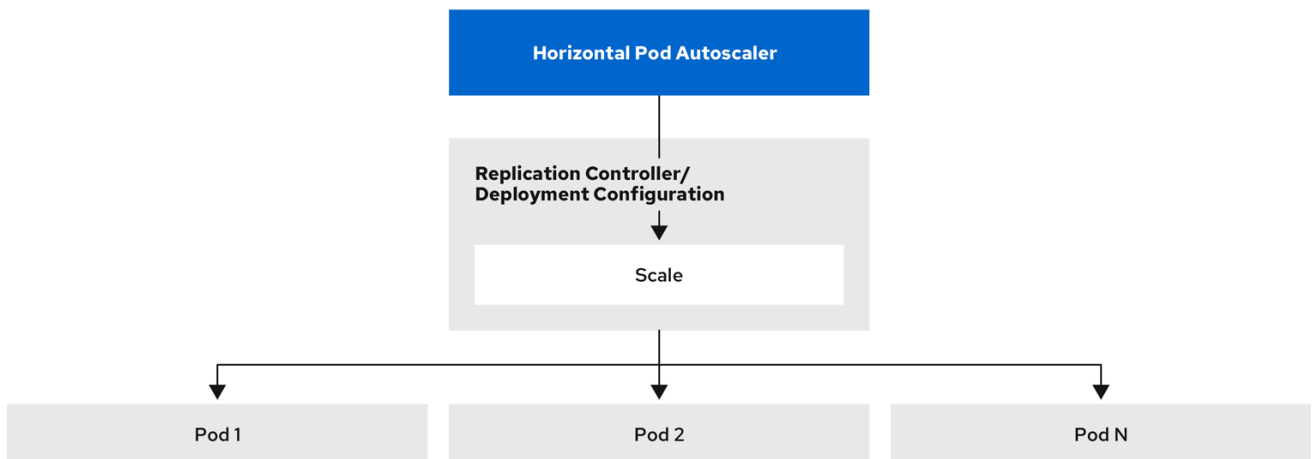 Horizontal Pod Autoscaler
Replication Controller/
Deployment Configuration
Scale
Pod 1
Pod 2
Pod N